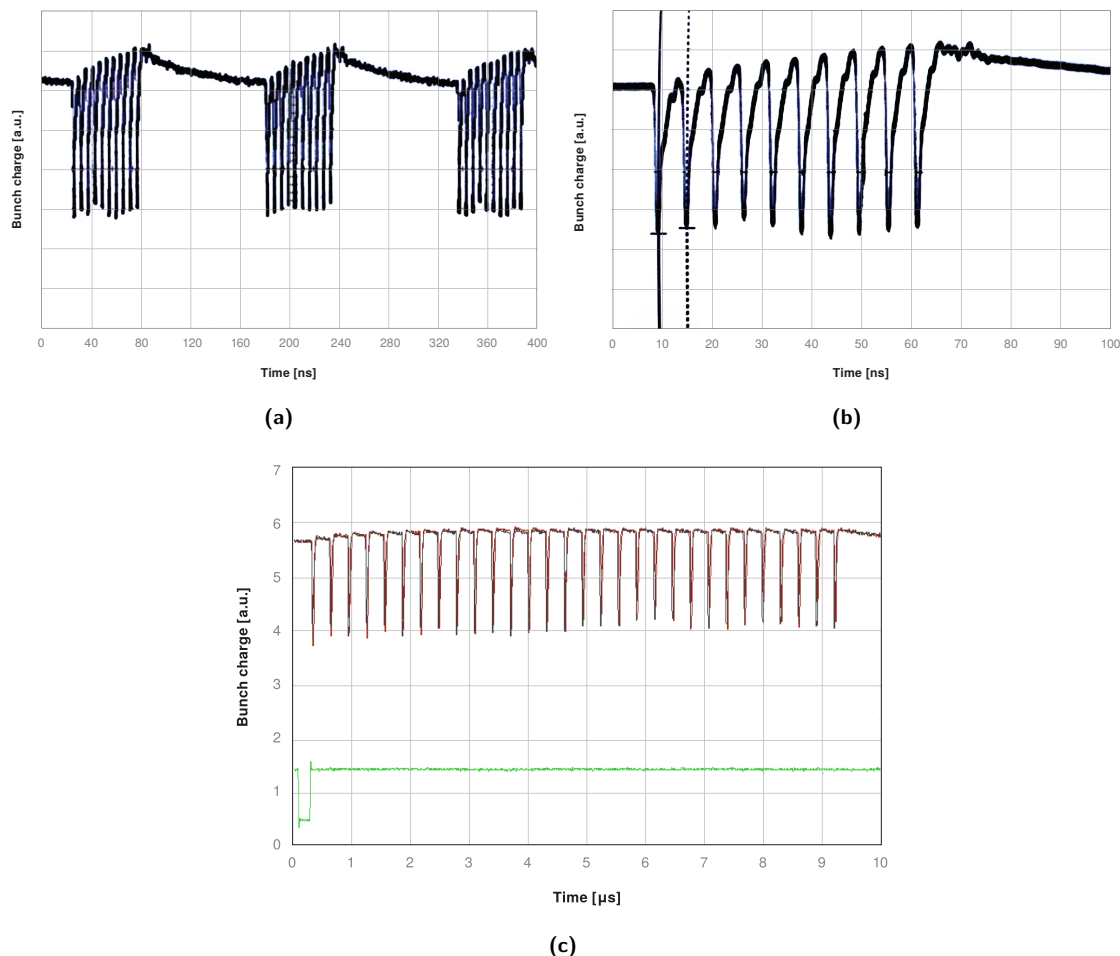 Bunch charge [a.u.]
0 40 80 120 160 200 240 280 320 360 400
Time [ns]
(a)
Bunch charge [a.u.]
0 10 20 30 40 50 60 70 80 90 100
Time [ns]
(b)
Bunch charge [a.u.]
7
6
5
4
3
2
1
0
0 1 2 3 4 5 6 7 8 9 10
Time [µs]
(c)